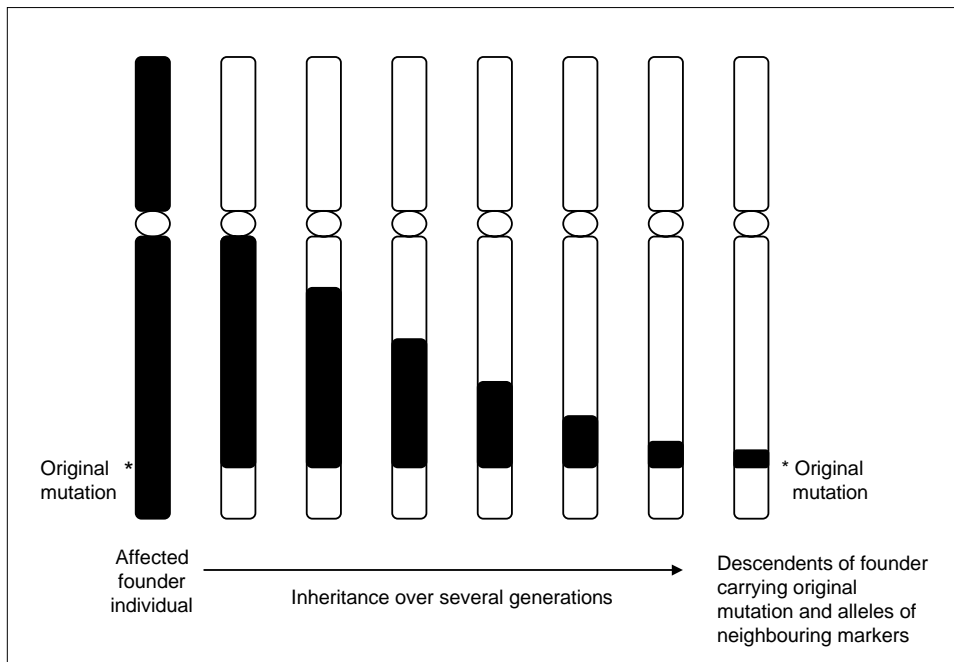 Original *
mutation
* Original
mutation
Affected
founder
individual
Inheritance over several generations
Descendents of founder
carrying original
mutation and alleles of
neighbouring markers